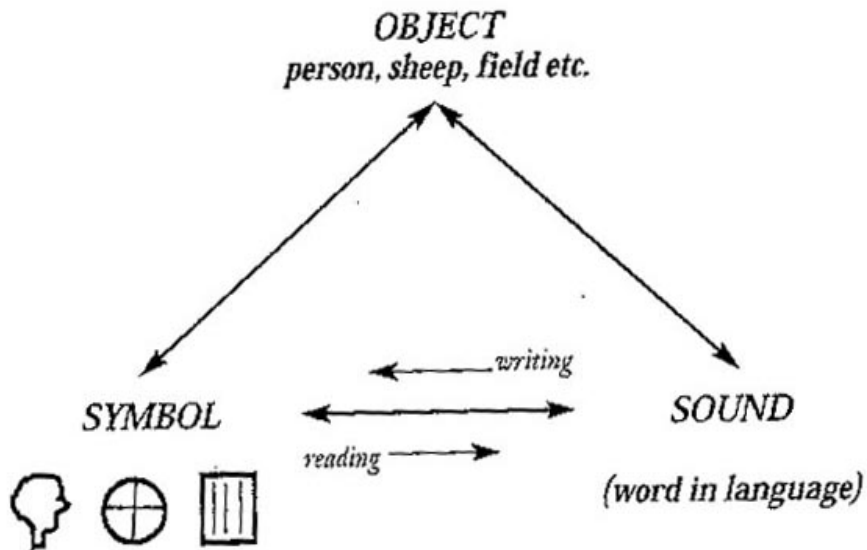 OBJECT
person, sheep, field etc.
writing
SYMBOL
SOUND
reading
(word in language)